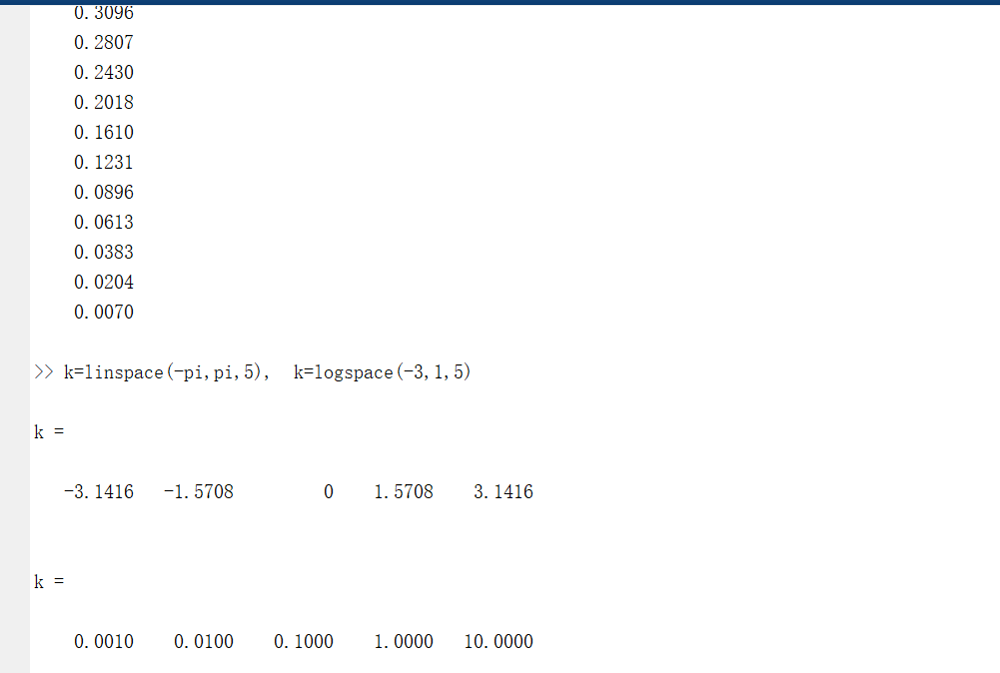 0.3096
0.2807
0.2430
0.2018
0.1610
0.1231
0.0896
0.0613
0.0383
0.0204
0.0070
>> k=linspace(-pi,pi,5),  k=logspace(-3,1,5)
k =
-3.1416   -1.5708         0    1.5708    3.1416
k =
0.0010    0.0100    0.1000    1.0000   10.0000